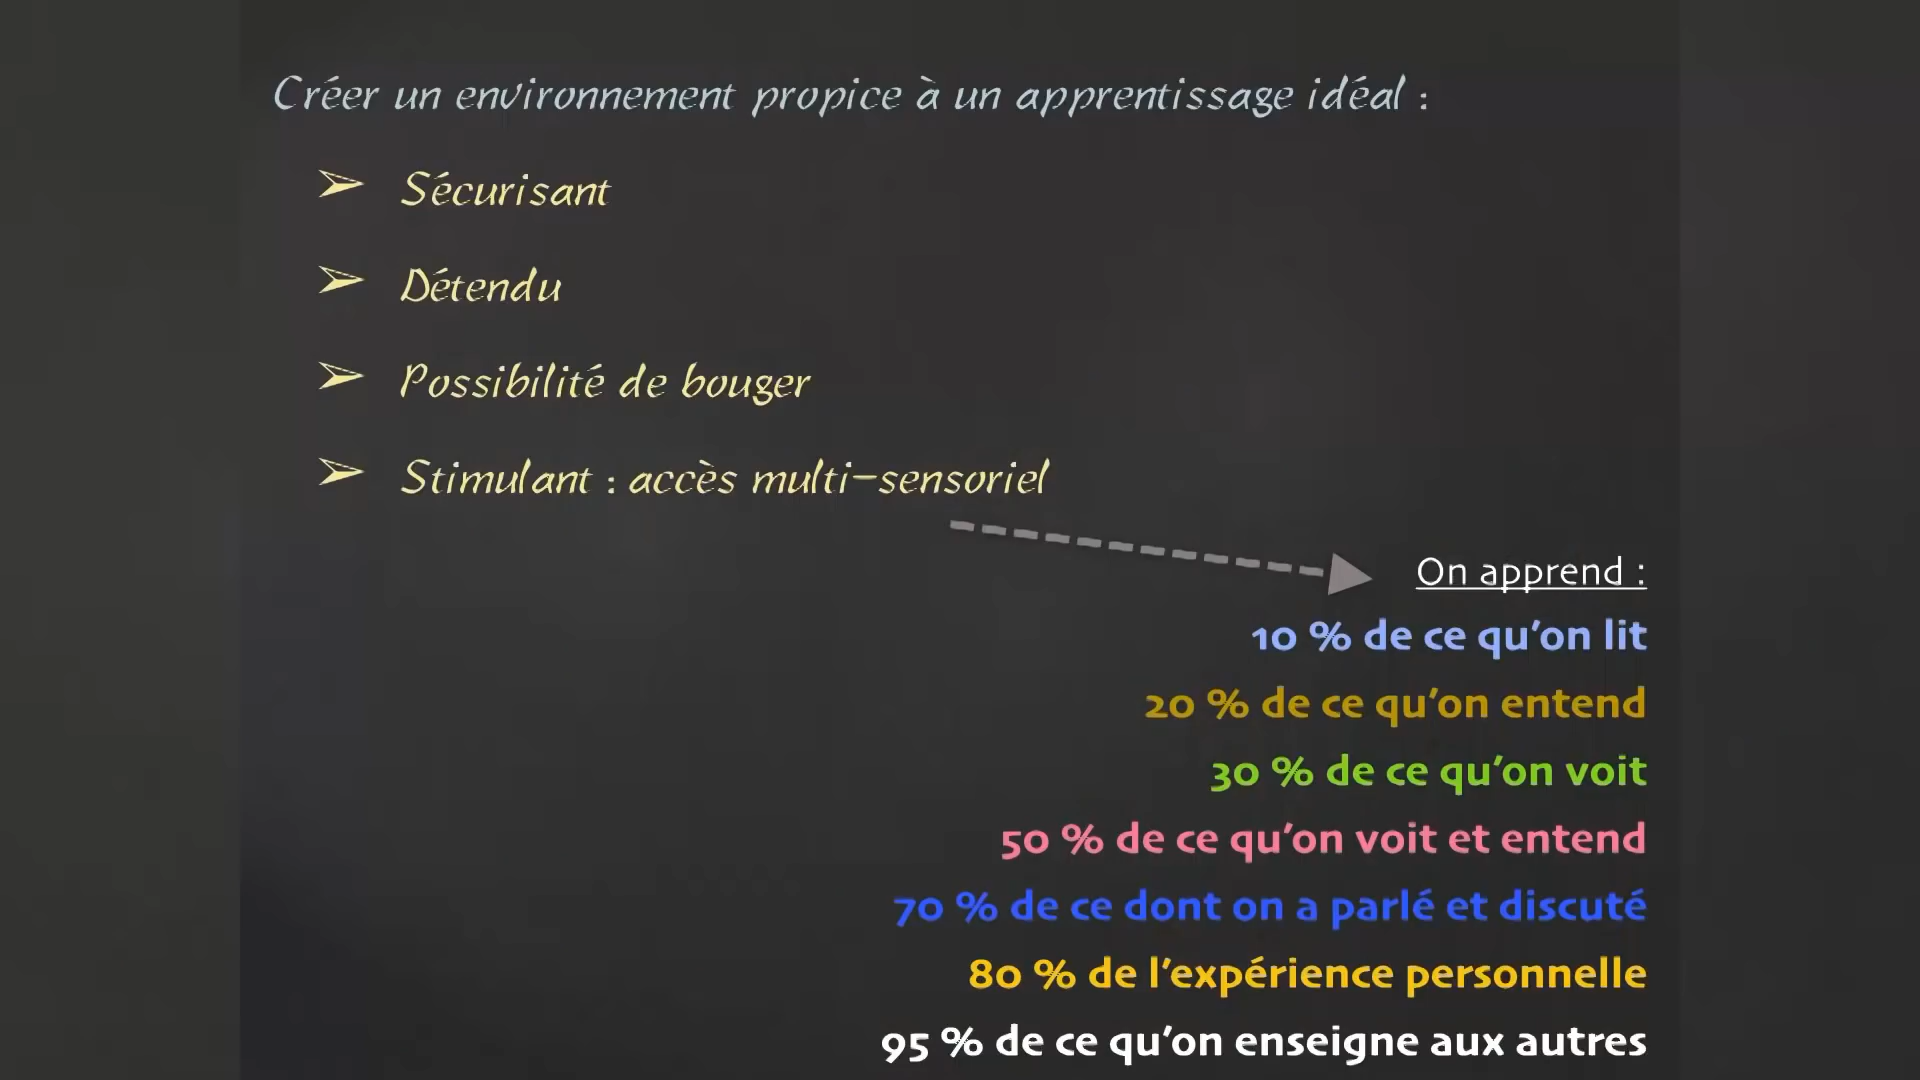 Créer un environnement propice à un apprentissage idéal :
➢ Sécurisant
➢ Détendu
➢ Possibilité de bouger
➢ Stimulant : accès multi-sensoriel
On apprend :
10 % de ce qu’on lit
20 % de ce qu’on entend
30 % de ce qu’on voit
50 % de ce qu’on voit et entend
70 % de ce dont on a parlé et discuté
80 % de l’expérience personnelle
95 % de ce qu’on enseigne aux autres